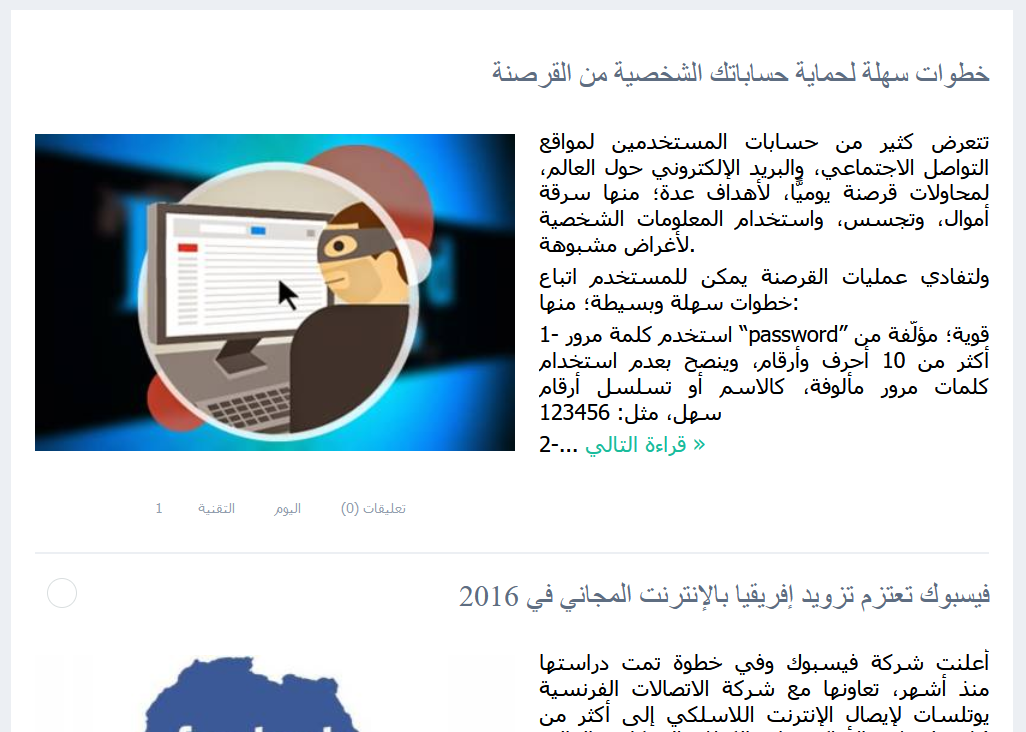 خطوات سهلة لحماية حساباتك الشخصية من القرصنة
تتعرض كثير من حسابات المستخدمين لمواقع
التواصل الاجتماعي، والبريد الإلكتروني حول العالم،
لمحاولات قرصنة يوميًّا، لأهداف عدة؛ منها سرقة
أموال، وتجسس، واستخدام المعلومات الشخصية
لأغراض مشبوهة.
ولتفادي عمليات القرصنة يمكن للمستخدم اتباع
خطوات سهلة وبسيطة؛ منها:
1- استخدم كلمة مرور “password” قوية؛ مؤلّفة من
أكثر من 10 أحرف وأرقام، وينصح بعدم استخدام
كلمات مرور مألوفة، كالاسم أو تسلسل أرقام
سهل، مثل: 123456
2-... قراءة التالي »
تعليقات (0) اليوم التقنية 1
فيسبوك تعتزم تزويد إفريقيا بالإنترنت المجاني في 2016
أعلنت شركة فيسبوك وفي خطوة تمت دراستها
منذ أشهر، تعاونها مع شركة الاتصالات الفرنسية
يوتلسات لإيصال الإنترنت اللاسلكي إلى أكثر من